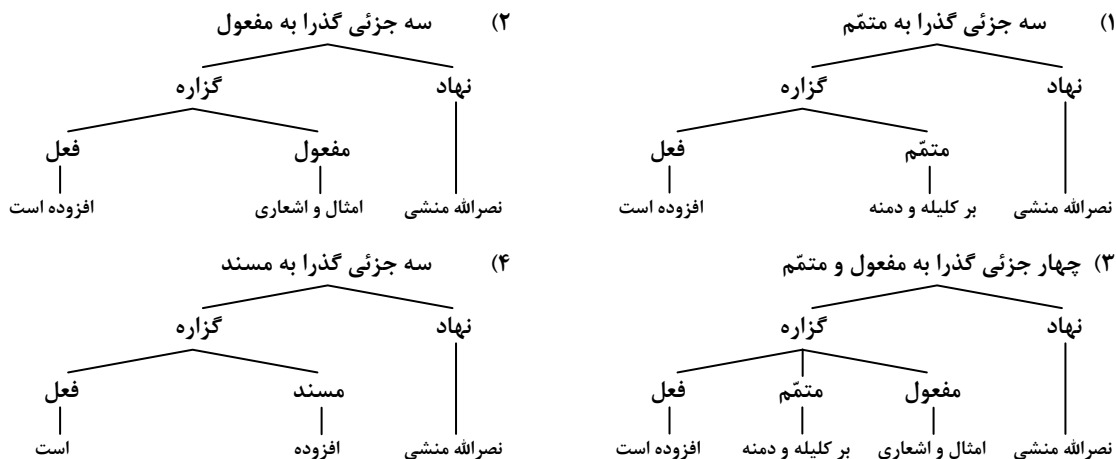 ۱) سه جزئی گذرا به متمّم
۲) سه جزئی گذرا به مفعول
نهاد گزاره
نهاد گزاره
متمّم فعل
مفعول فعل
نصرالله منشی بر کلیله و دمنه افزوده است
نصرالله منشی امثال و اشعاری افزوده است
۳) چهار جزئی گذرا به مفعول و متمّم
۴) سه جزئی گذرا به مسند
نهاد گزاره
نهاد گزاره
مفعول متمّم فعل
مسند فعل
نصرالله منشی امثال و اشعاری بر کلیله و دمنه افزوده است
نصرالله منشی افزوده است